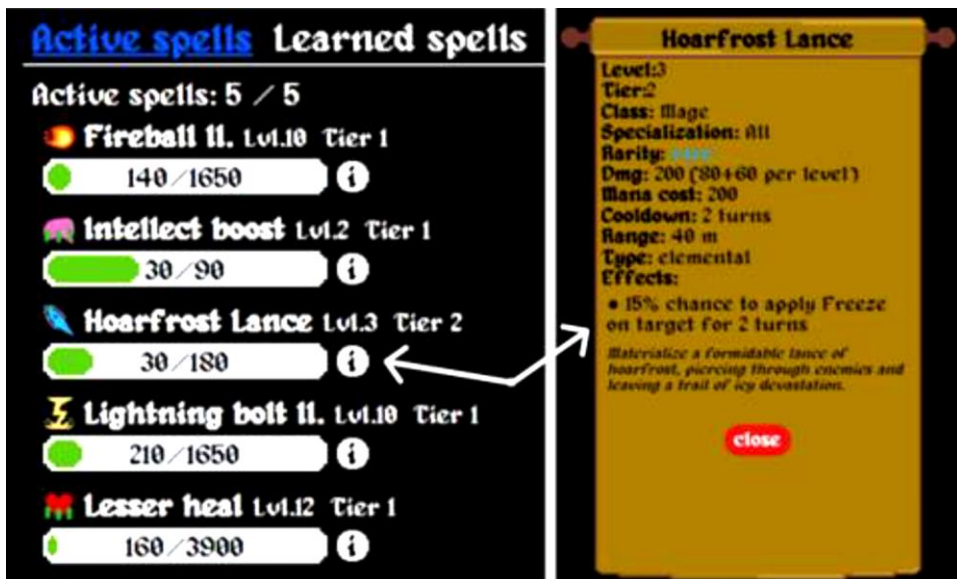 Active spells Learned spells
Active spells: 5 / 5
Fireball II. Lvl.10 Tier 1
140/1650
i
Intellect boost Lvl.2 Tier 1
30/90
i
Hoarfrost Lance Lvl.3 Tier 2
30/180
i
Lightning bolt II. Lvl.10 Tier 1
210/1650
i
Lesser heal Lvl.12 Tier 1
160/3900
i
Hoarfrost Lance
Level:3
Tier:2
Class: Mage
Specialization: All
Rarity:
Dmg: 200 (80+60 per level)
Mana cost: 200
Cooldown: 2 turns
Range: 40 m
Type: elemental
Effects:
• 15% chance to apply Freeze
on target for 2 turns
Materialize a formidable lance of
hoarfrost, piercing through enemies and
leaving a trail of icy devastation.
close